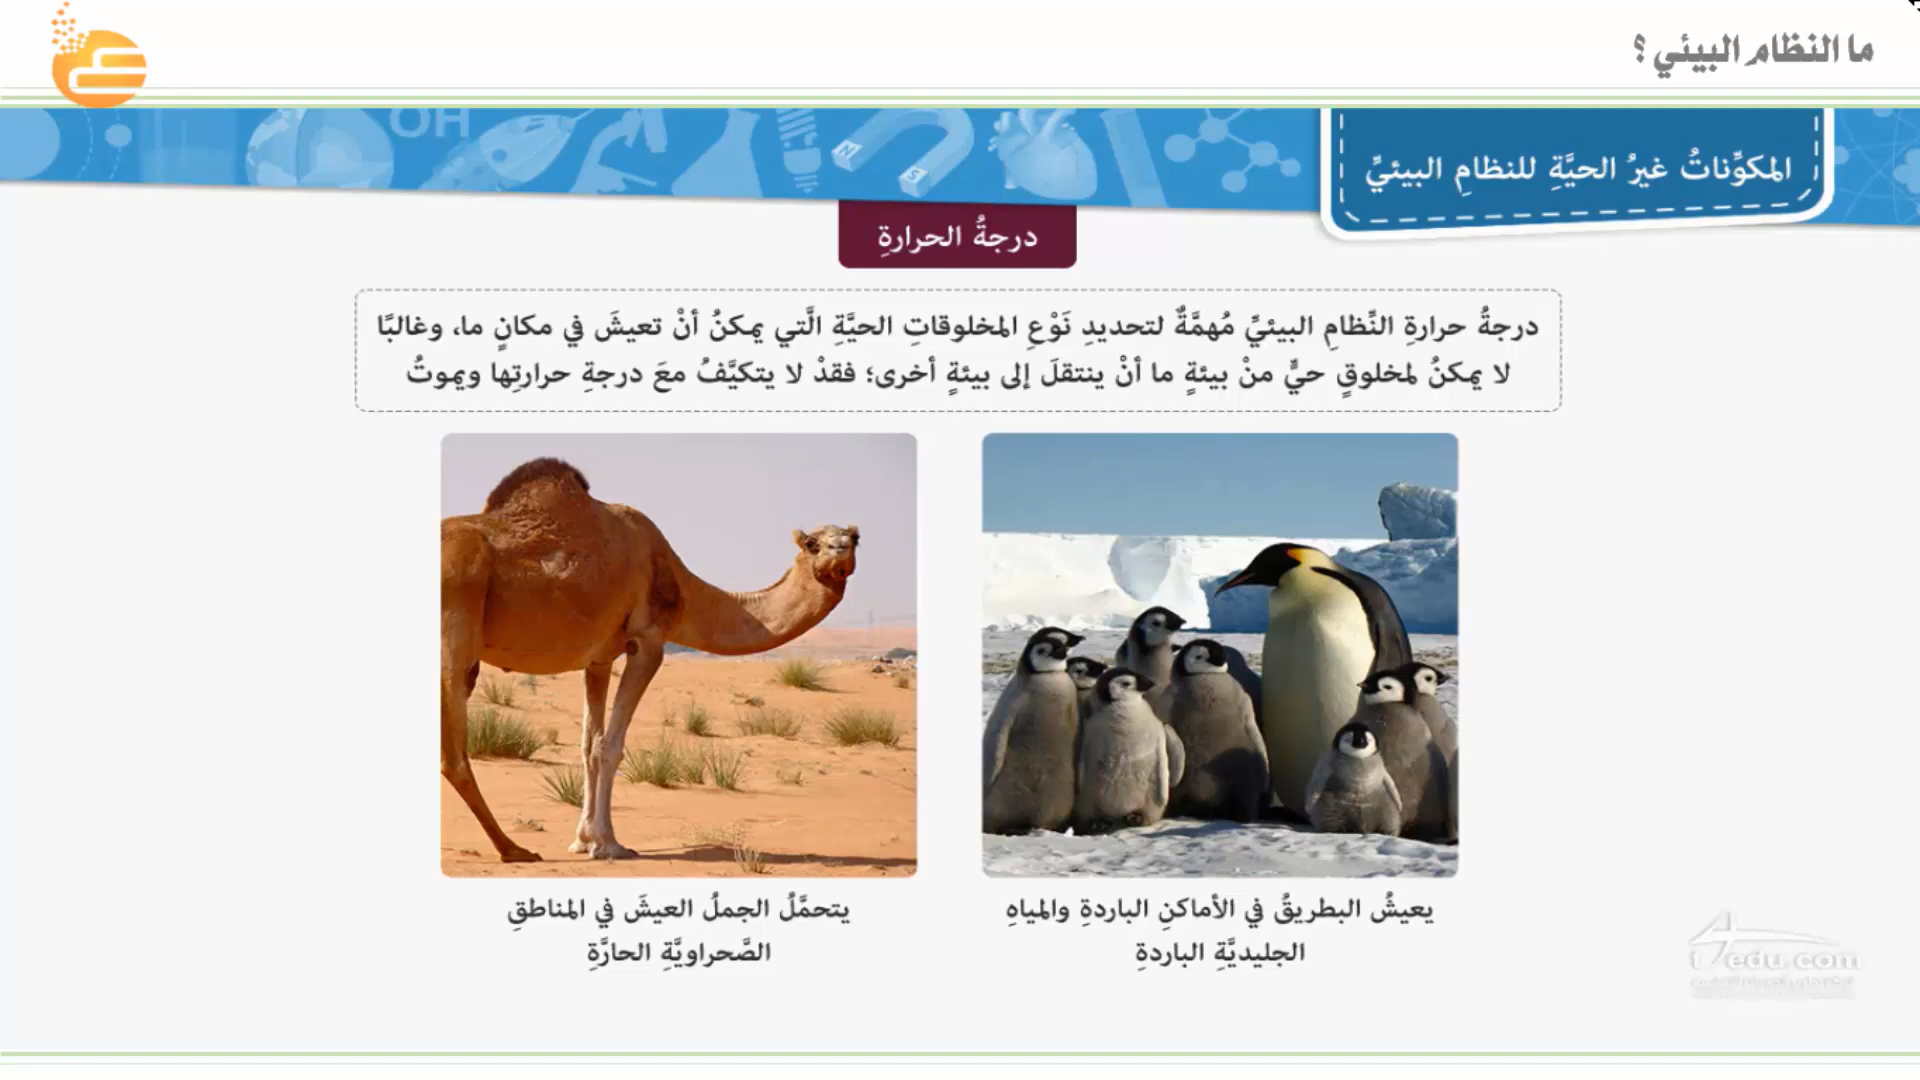 ما النظام البيئي ؟
OH
N
S
المكوِّناتُ غيرُ الحيَّةِ للنظامِ البيئيِّ
درجةُ الحرارةِ
درجةُ حرارةِ النِّظامِ البيئيِّ مُهمَّةٌ لتحديدِ نَوْعِ المخلوقاتِ الحيَّةِ الَّتي يمكنُ أنْ تعيشَ في مكانٍ ما، وغالبًا
لا يمكنُ لمخلوقٍ حيٍّ منْ بيئةٍ ما أنْ ينتقلَ إلى بيئةٍ أخرى؛ فقدْ لا يتكيَّفُ معَ درجةِ حرارتِها ويموتُ
يعيشُ البطريقُ في الأماكنِ الباردةِ والمياهِ
الجليديَّةِ الباردةِ
يتحمَّلُ الجملُ العيشَ في المناطقِ
الصَّحراويَّةِ الحارَّةِ
t4edu.com